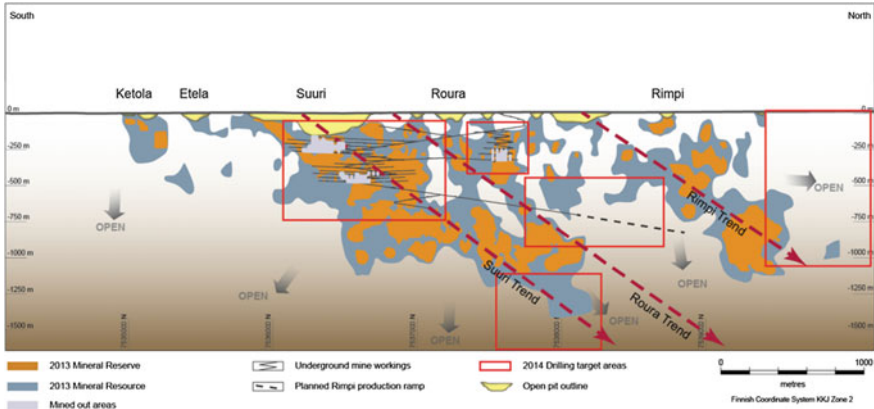 South
North
Ketola
Etela
Suuri
Roura
Rimpi
0 m
0 m
-250 m
-250 m
-500 m
-500 m
-750 m
-750 m
-1000 m
-1000 m
-1250 m
-1250 m
-1500 m
-1500 m
OPEN
OPEN
OPEN
OPEN
OPEN
OPEN
Rimpi Trend
Suuri Trend
Roura Trend
2013 Mineral Reserve
2013 Mineral Resource
Mined out areas
Underground mine workings
Planned Rimpi production ramp
2014 Drilling target areas
Open pit outline
0
1000
metres
Finnish Coordinate System KKJ Zone 2